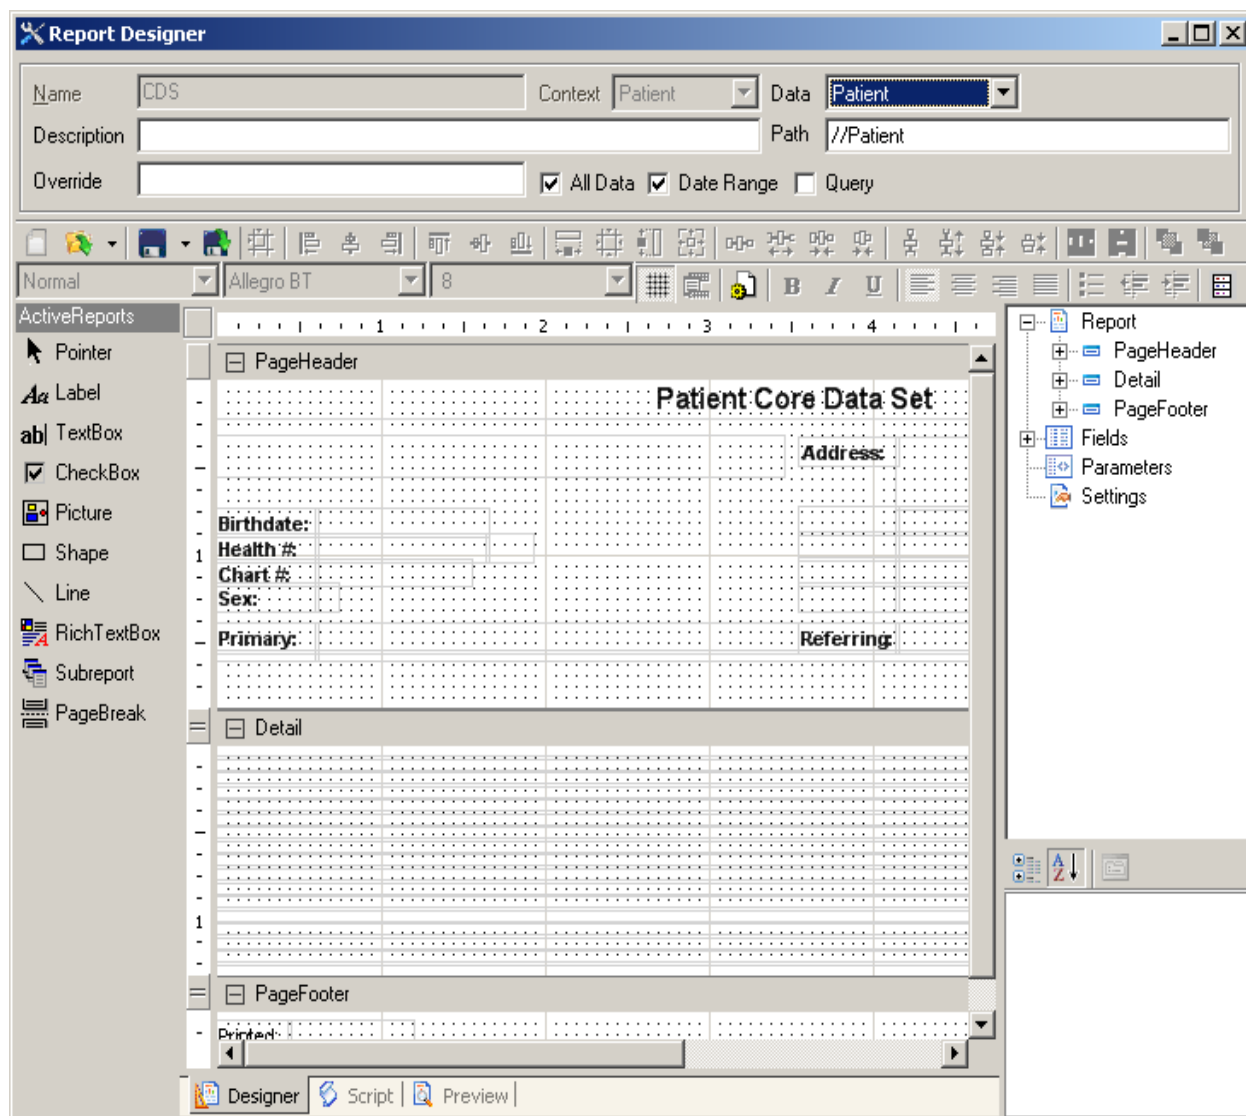 Report Designer
Name CDS Context Patient Data Patient
Description Path //Patient
Override All Data Date Range Query
Normal Allegro BT 8 B I U
ActiveReports
Pointer
Label
TextBox
CheckBox
Picture
Shape
Line
RichTextBox
Subreport
PageBreak
1 2 3 4
PageHeader
Patient Core Data Set
Address:
Birthdate:
1
Health #:
Chart #:
Sex:
Primary: Referring:
Detail
1
PageFooter
Printed:
Designer Script Preview
Report
PageHeader
Detail
PageFooter
Fields
Parameters
Settings